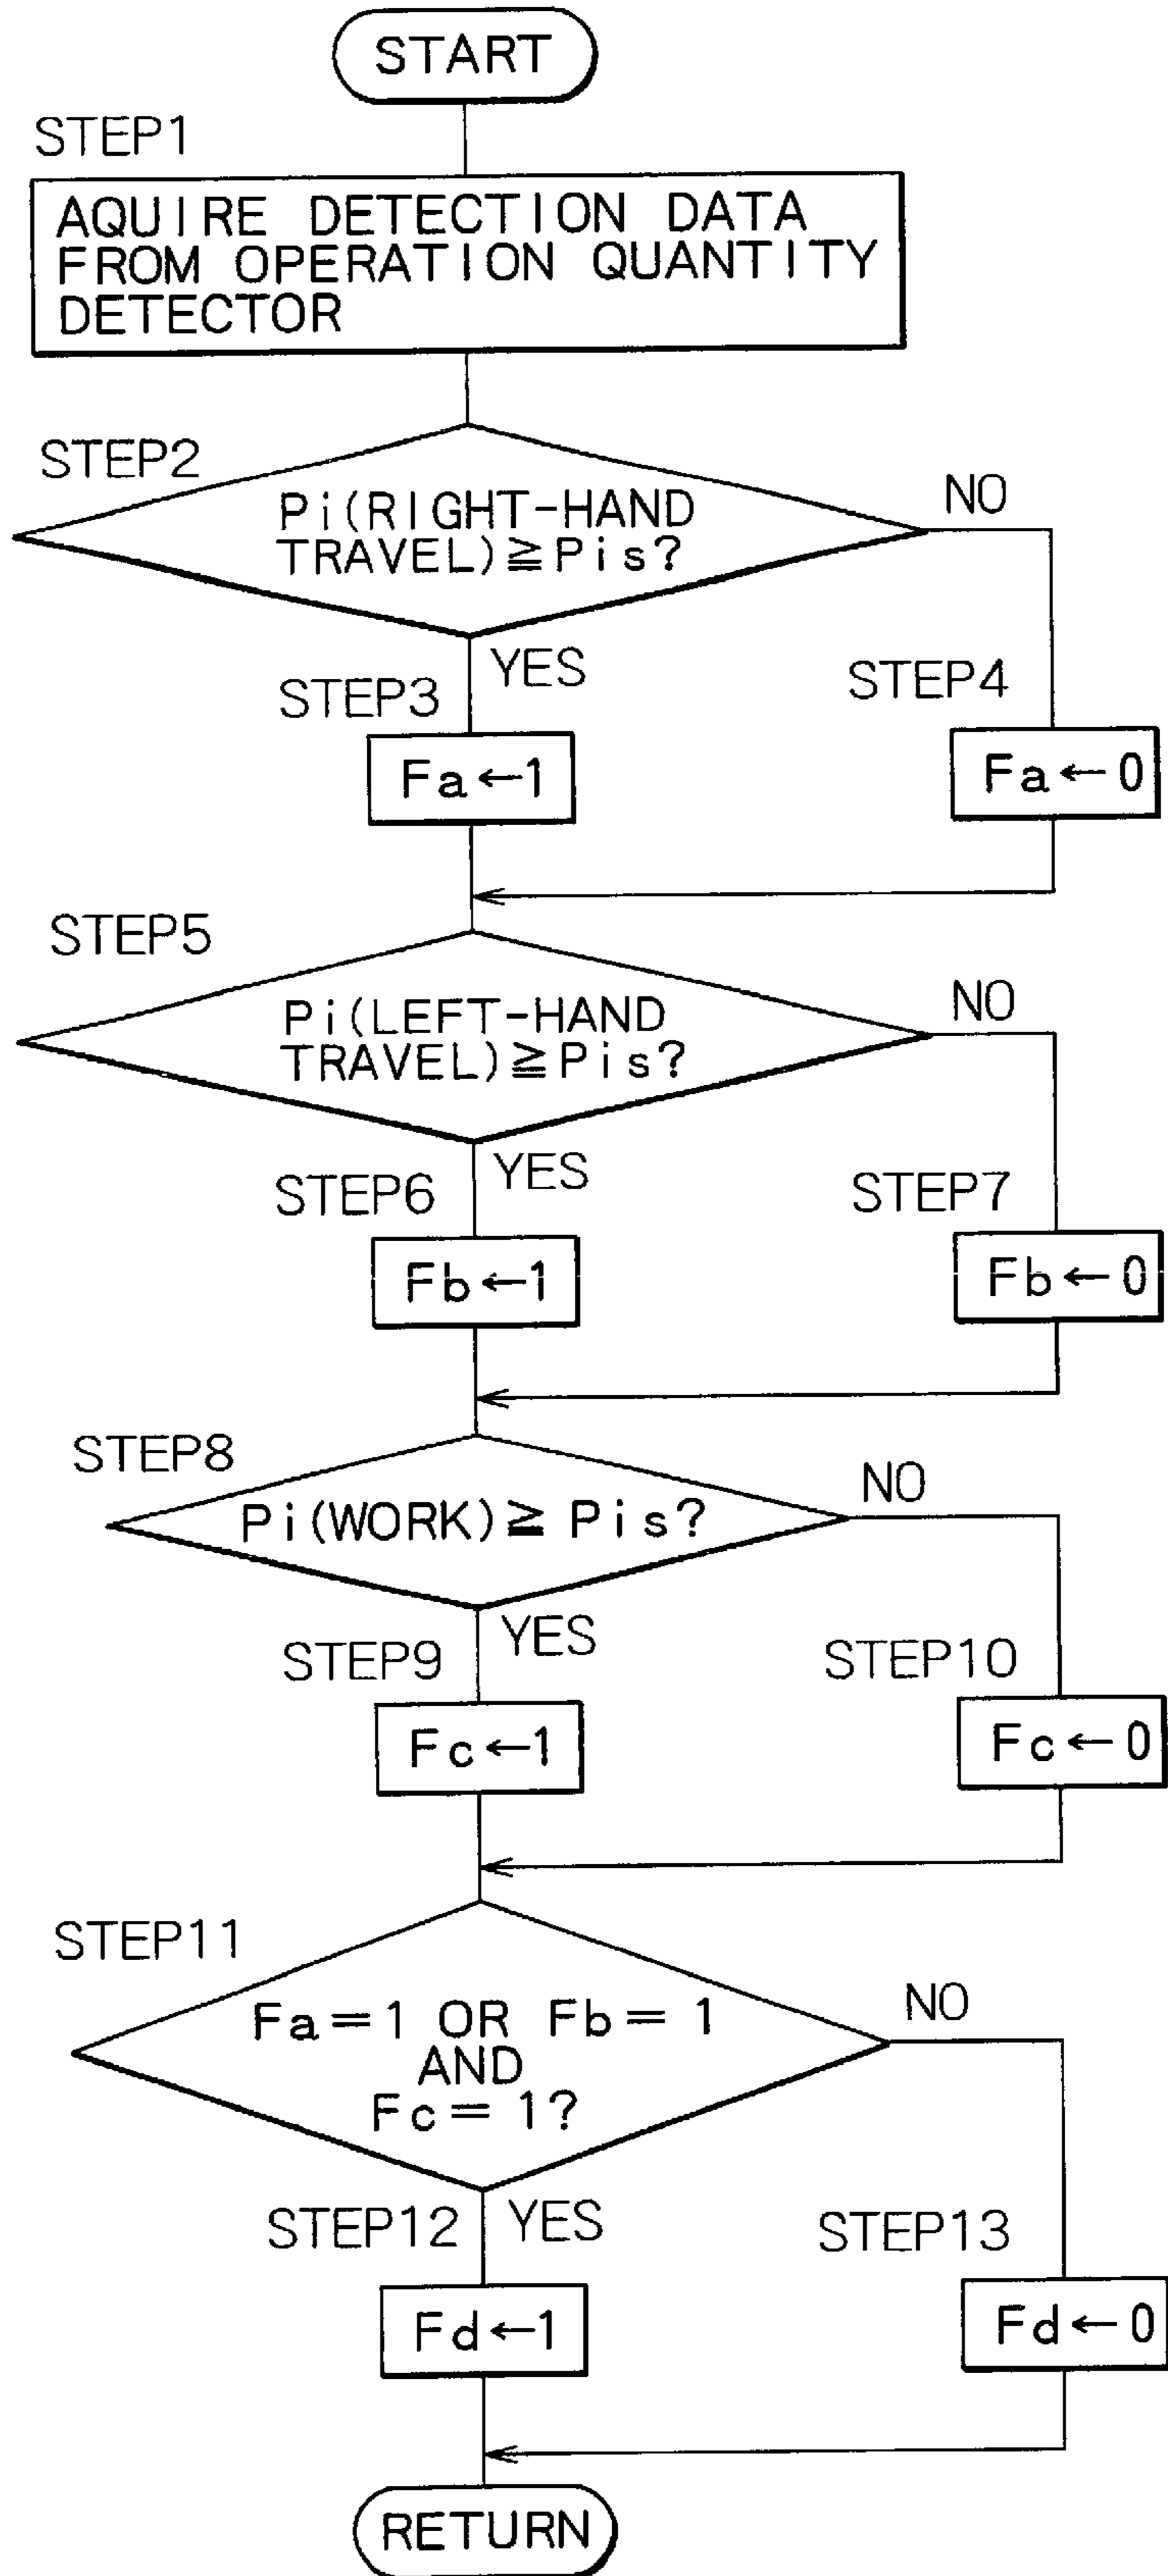 START
STEP1
AQUIRE DETECTION DATA
FROM OPERATION QUANTITY
DETECTOR
STEP2
Pi(RIGHT-HAND
TRAVEL)≧Pis?
NO
YES
STEP3
STEP4
Fa←1
Fa←0
STEP5
Pi(LEFT-HAND
TRAVEL)≧Pis?
NO
YES
STEP6
STEP7
Fb←1
Fb←0
STEP8
Pi(WORK)≧ Pis?
NO
YES
STEP9
STEP10
Fc←1
Fc←0
STEP11
Fa=1 OR Fb=1
AND
Fc=1?
NO
YES
STEP12
STEP13
Fd←1
Fd←0
RETURN